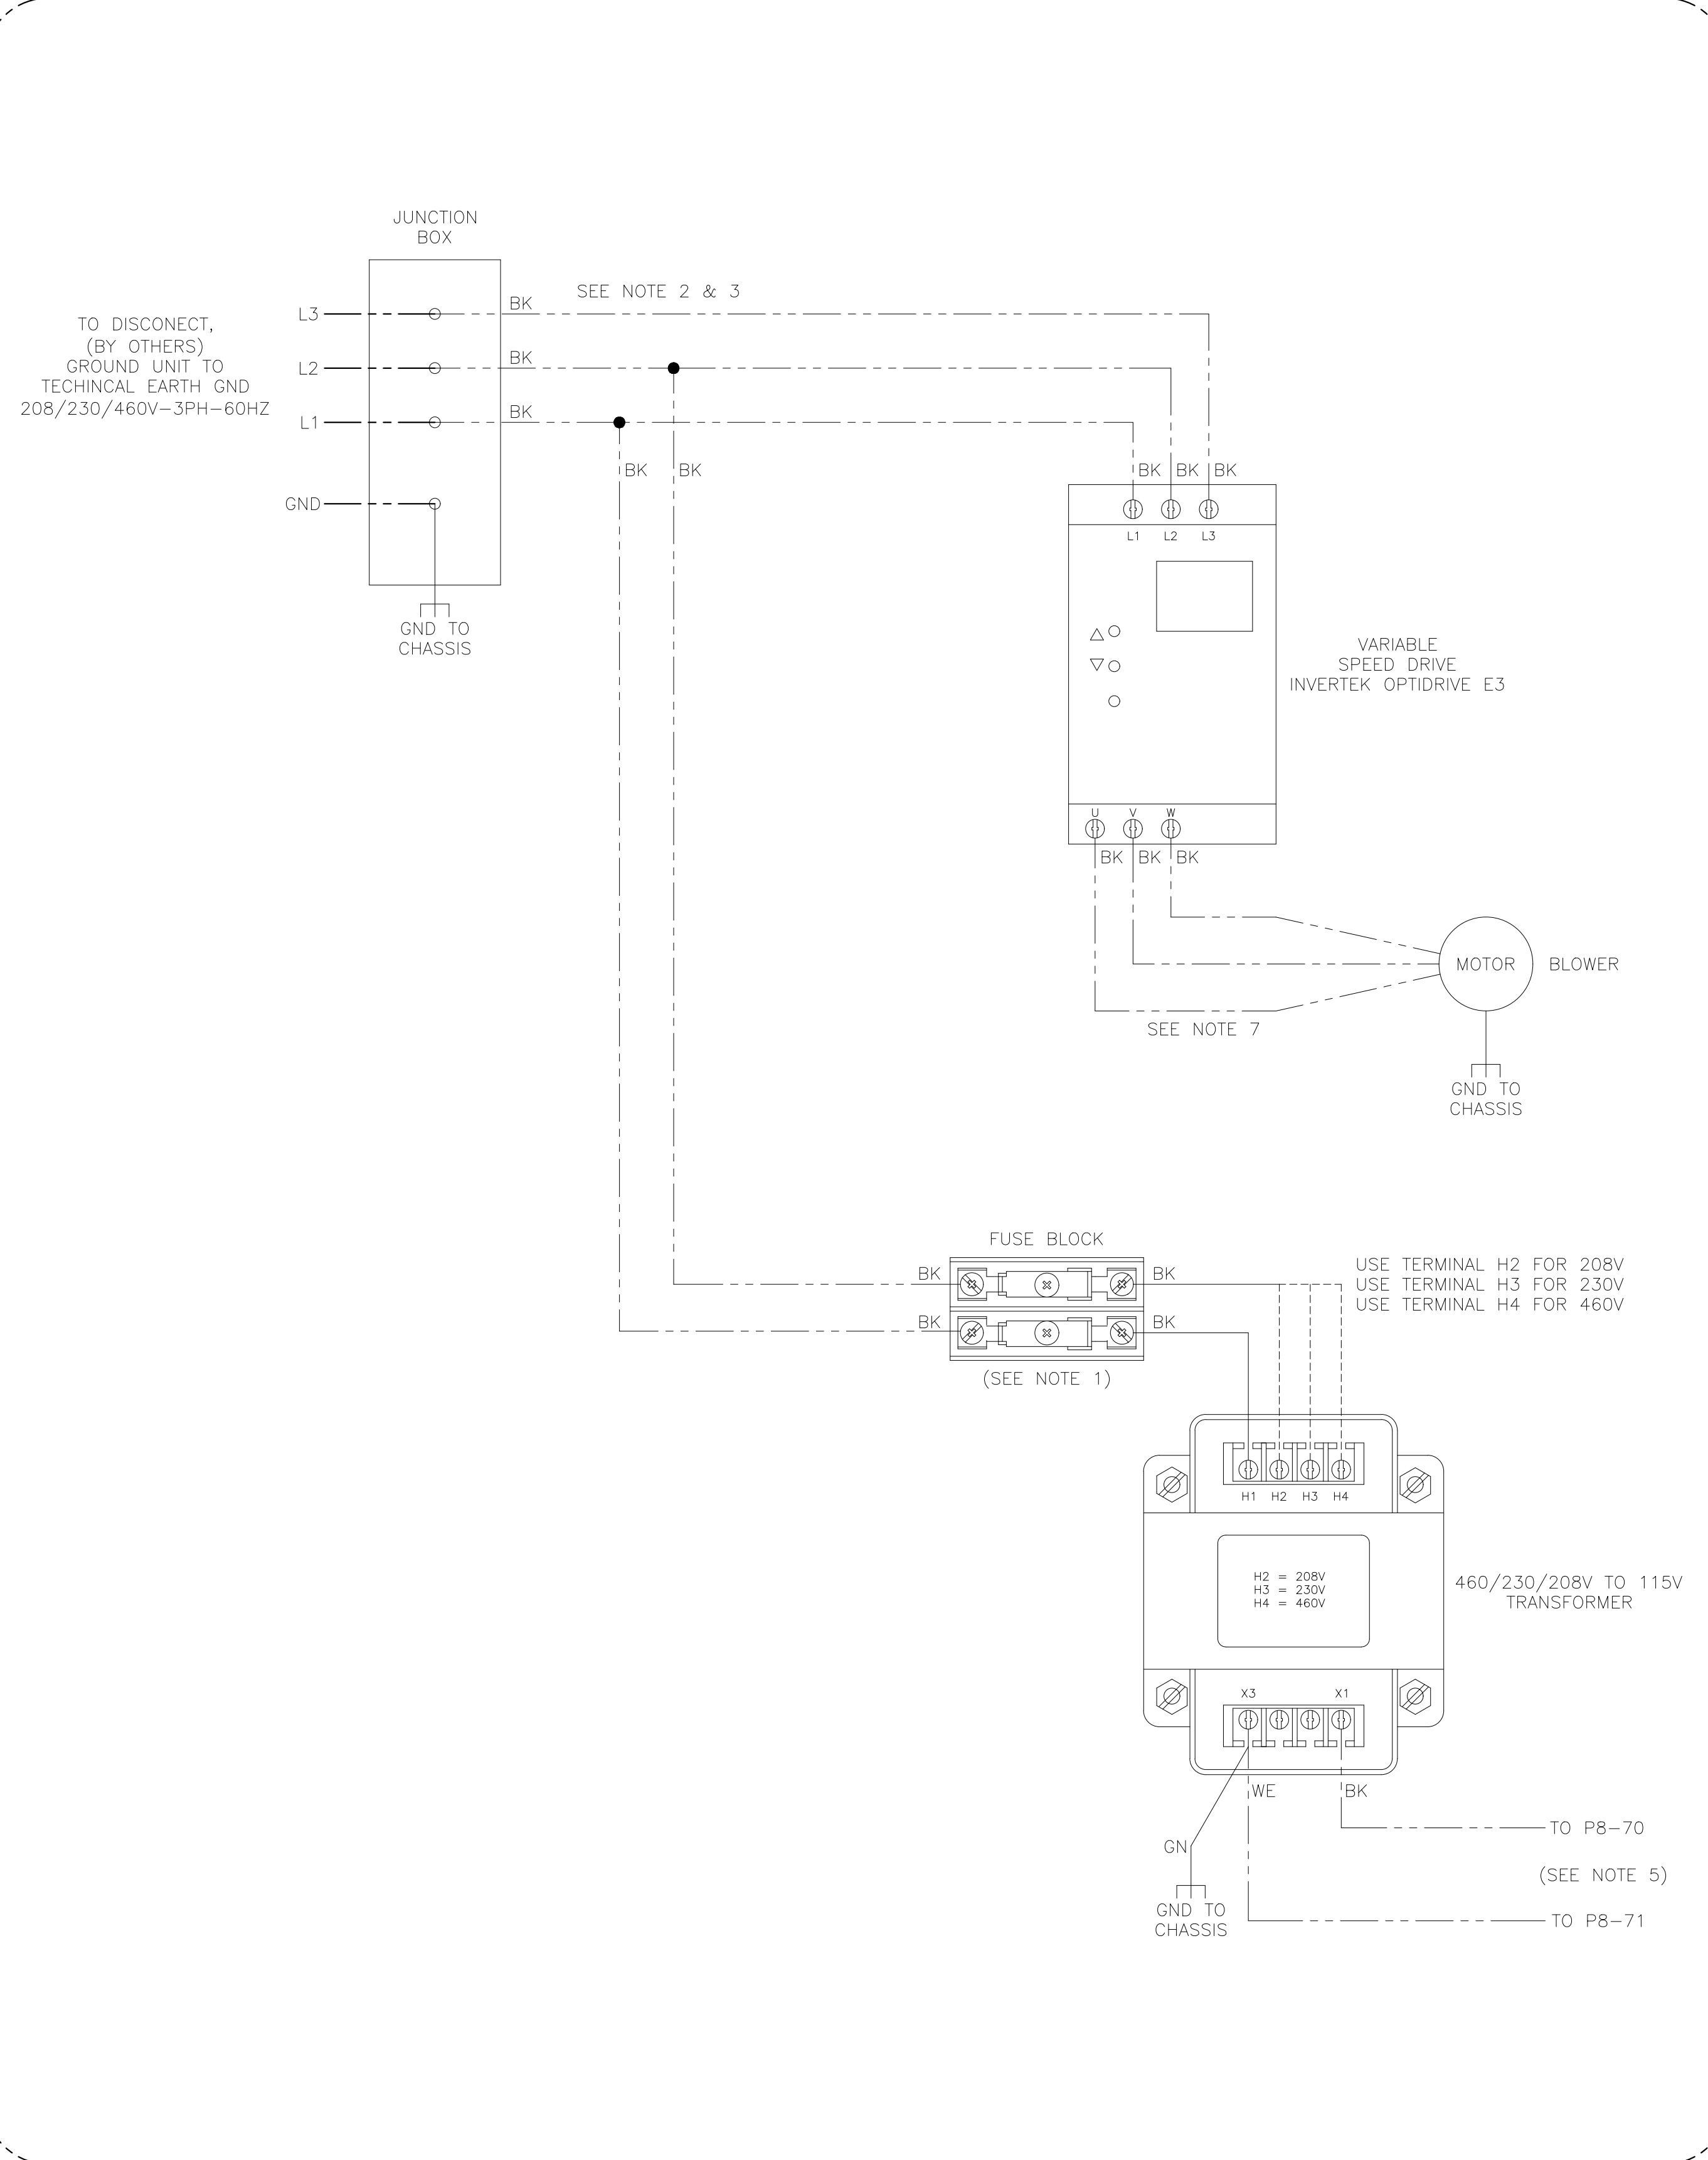 JUNCTION
BOX
SEE NOTE 2 & 3
BK
L3
TO DISCONECT,
(BY OTHERS)
GROUND UNIT TO
TECHINCAL EARTH GND
208/230/460V-3PH-60HZ
BK
L2
BK
L1
BK
BK
BK
BK
BK
GND
L1
L2
L3
GND TO
CHASSIS
VARIABLE
SPEED DRIVE
INVERTEK OPTIDRIVE E3
U
V
W
BK
BK
BK
MOTOR
BLOWER
SEE NOTE 7
GND TO
CHASSIS
FUSE BLOCK
BK
BK
USE TERMINAL H2 FOR 208V
USE TERMINAL H3 FOR 230V
USE TERMINAL H4 FOR 460V
BK
BK
(SEE NOTE 1)
H1
H2
H3
H4
H2 = 208V
H3 = 230V
H4 = 460V
460/230/208V TO 115V
TRANSFORMER
X3
X1
WE
BK
TO P8-70
GN
(SEE NOTE 5)
GND TO
CHASSIS
TO P8-71